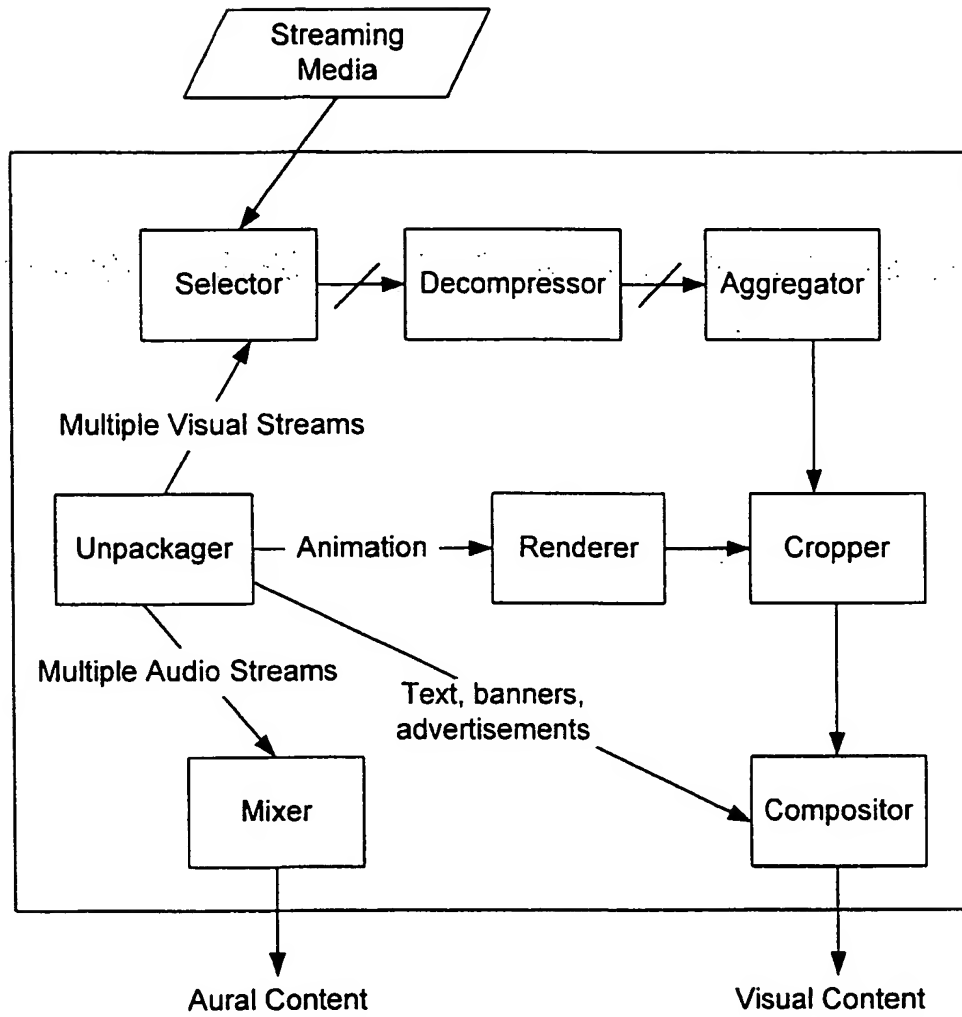 Streaming
Media
Selector
Decompressor
Aggregator
Multiple Visual Streams
Unpackager
Animation
Renderer
Cropper
Multiple Audio Streams
Text, banners,
advertisements
Mixer
Compositor
Aural Content
Visual Content